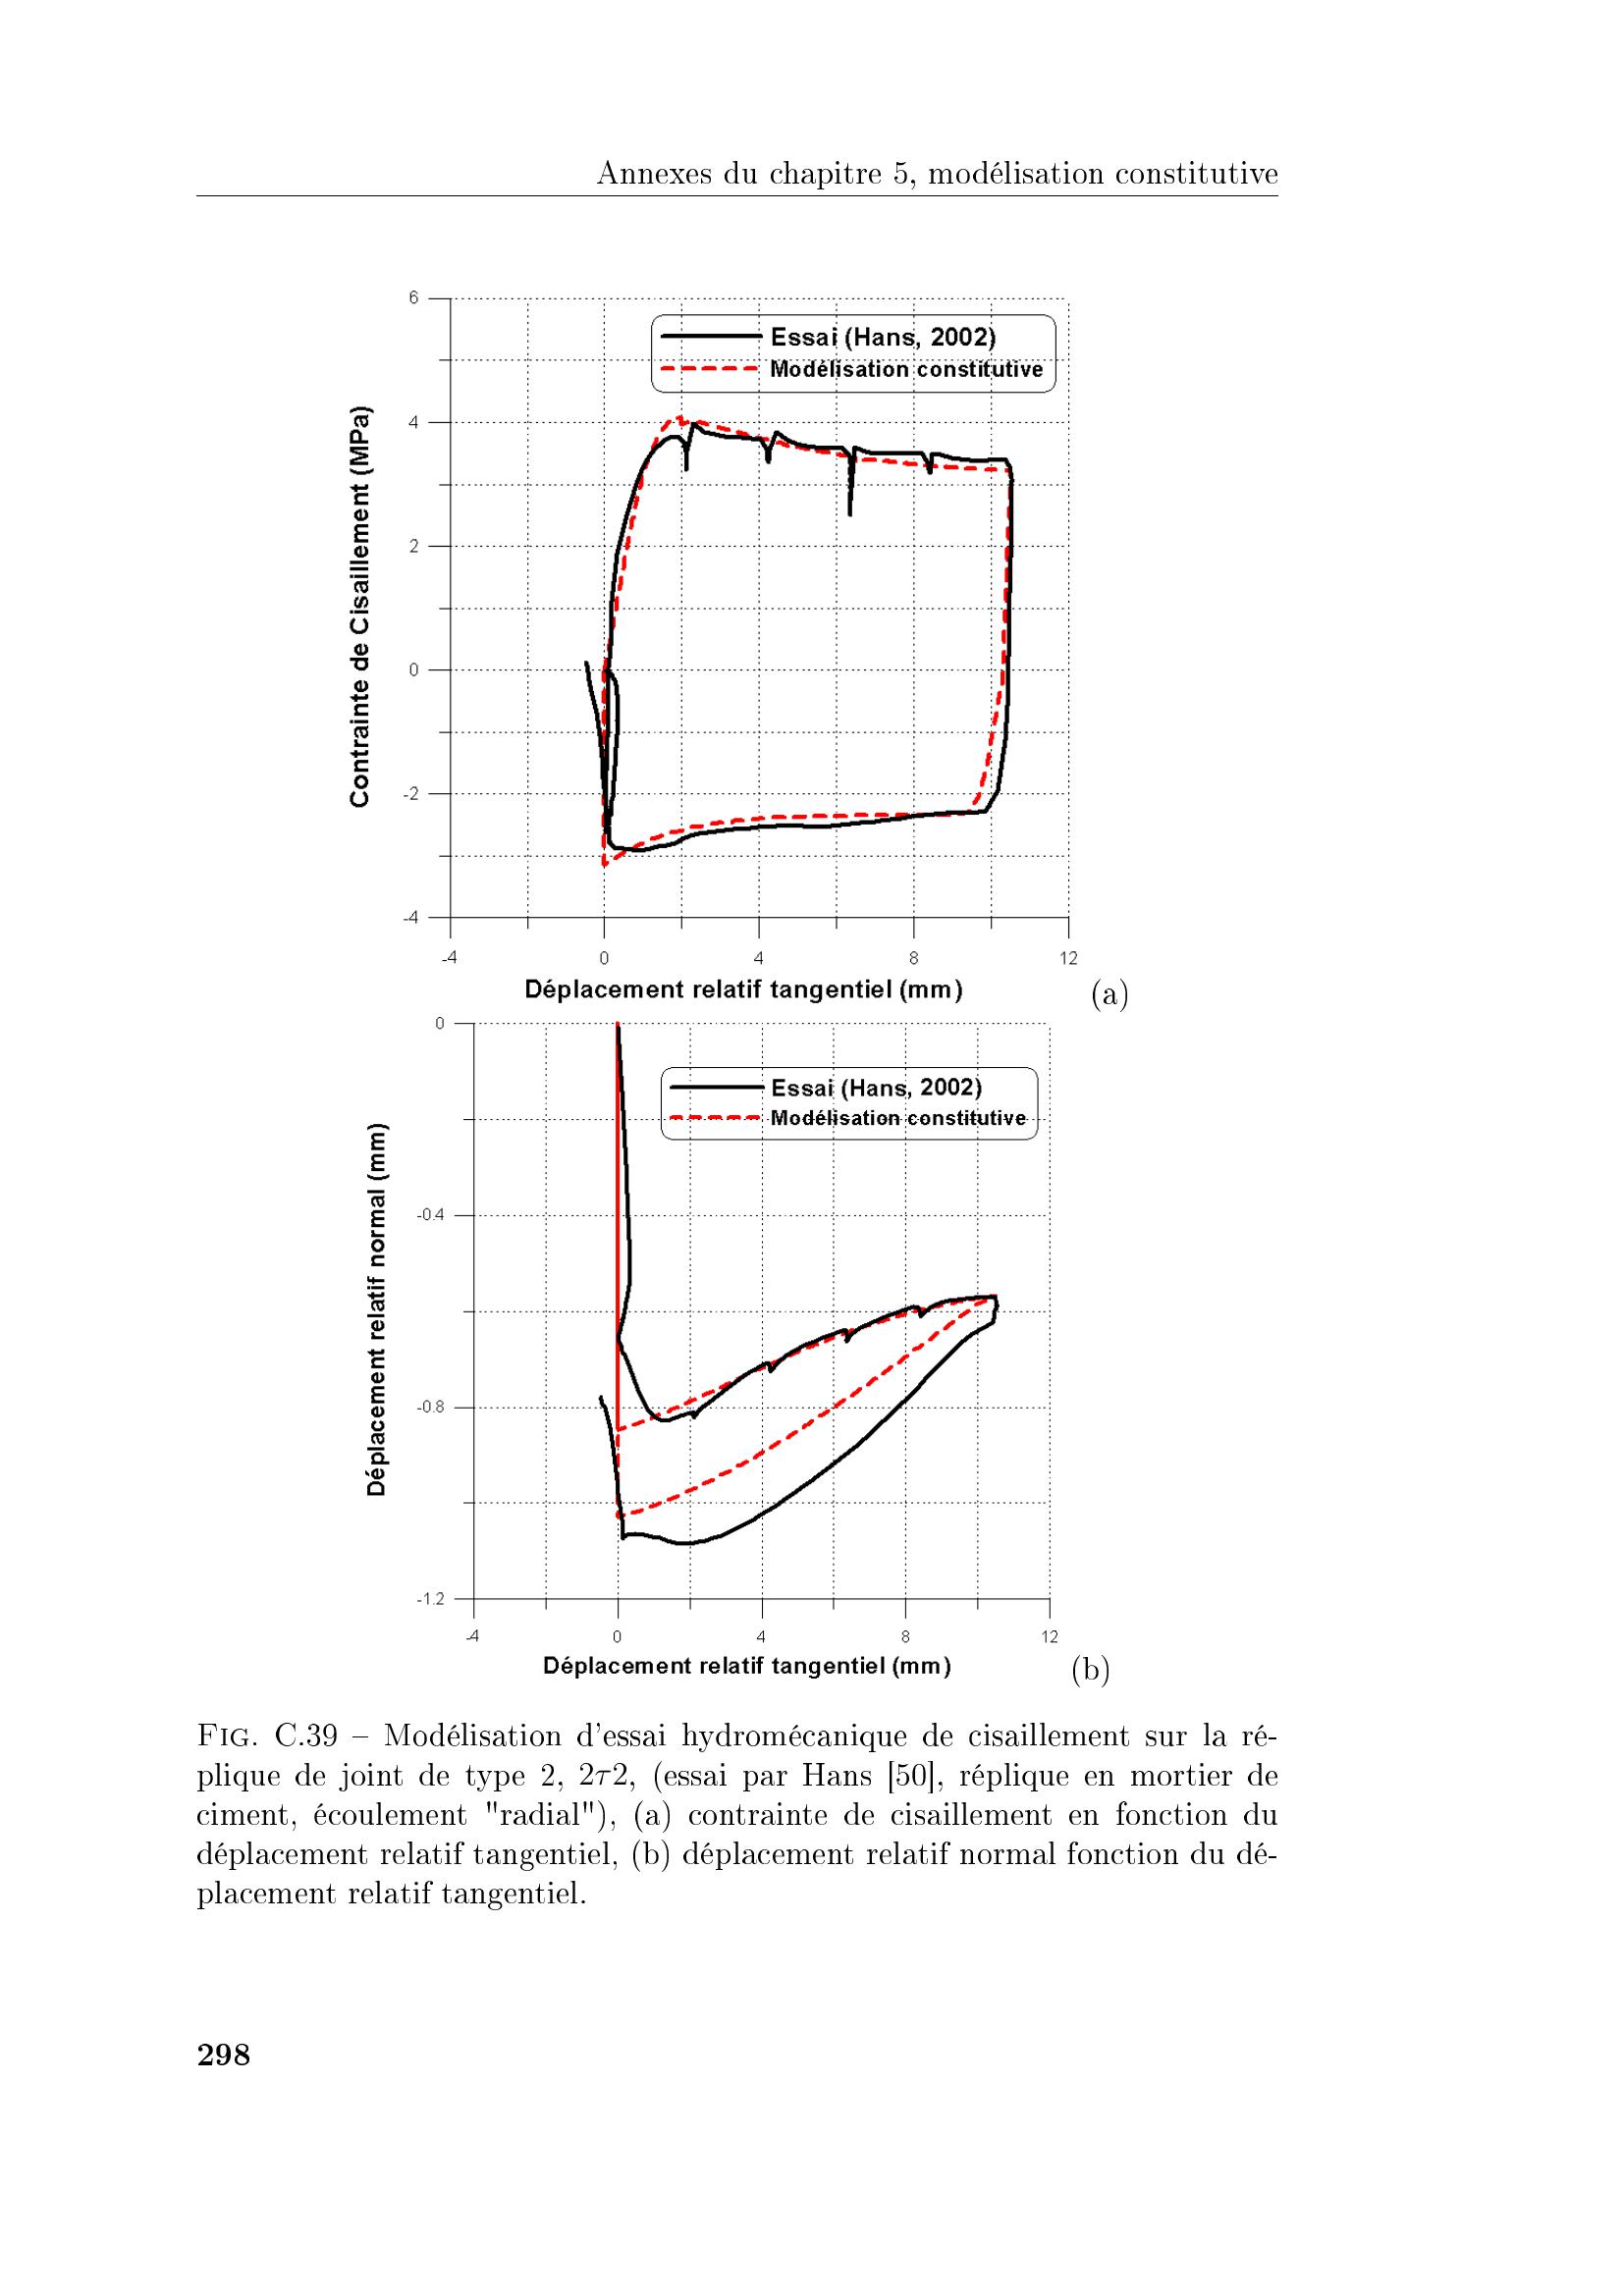 Annexes du chapitre 5, modélisation constitutive
6
4
2
0
-2
-4
Contrainte de Cisaillement (MPa)
Essai (Hans, 2002)
Modélisation constitutive
-4 0 4 8 12
Déplacement relatif tangentiel (mm)
(a)
0
-0.4
-0.8
-1.2
Déplacement relatif normal (mm)
Essai (Hans, 2002)
Modélisation constitutive
-4 0 4 8 12
Déplacement relatif tangentiel (mm)
(b)
FIG. C.39 – Modélisation d'essai hydromécanique de cisaillement sur la ré-
plique de joint de type 2, 2τ2, (essai par Hans [50], réplique en mortier de
ciment, écoulement "radial"), (a) contrainte de cisaillement en fonction du
déplacement relatif tangentiel, (b) déplacement relatif normal fonction du dé-
placement relatif tangentiel.
298